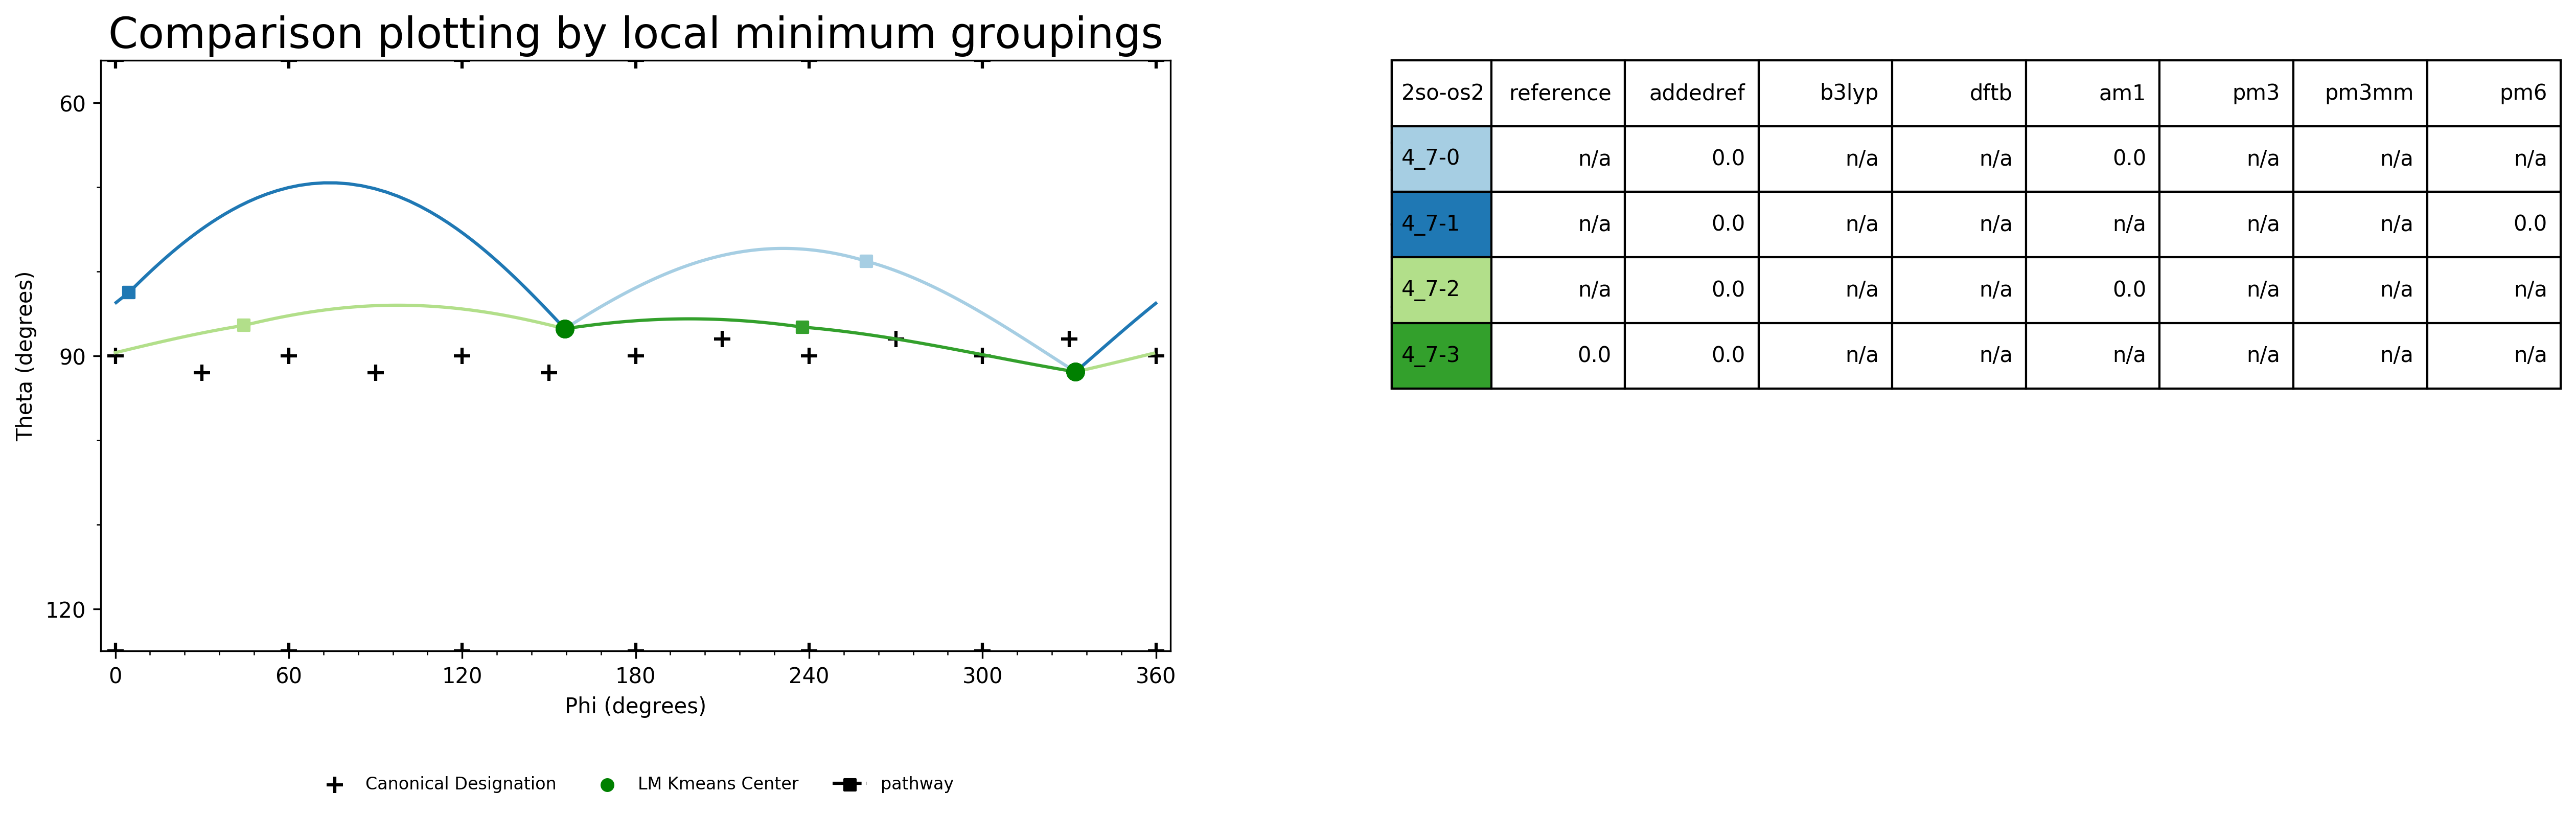 Comparison plotting by local minimum groupings
60
90
120
Theta (degrees)
0 60 120 180 240 300 360
Phi (degrees)
Canonical Designation LM Kmeans Center pathway
2so-os2 reference addedref b3lyp dftb am1 pm3 pm3mm pm6
4_7-0 n/a 0.0 n/a n/a 0.0 n/a n/a n/a
4_7-1 n/a 0.0 n/a n/a n/a n/a n/a 0.0
4_7-2 n/a 0.0 n/a n/a 0.0 n/a n/a n/a
4_7-3 0.0 0.0 n/a n/a n/a n/a n/a n/a